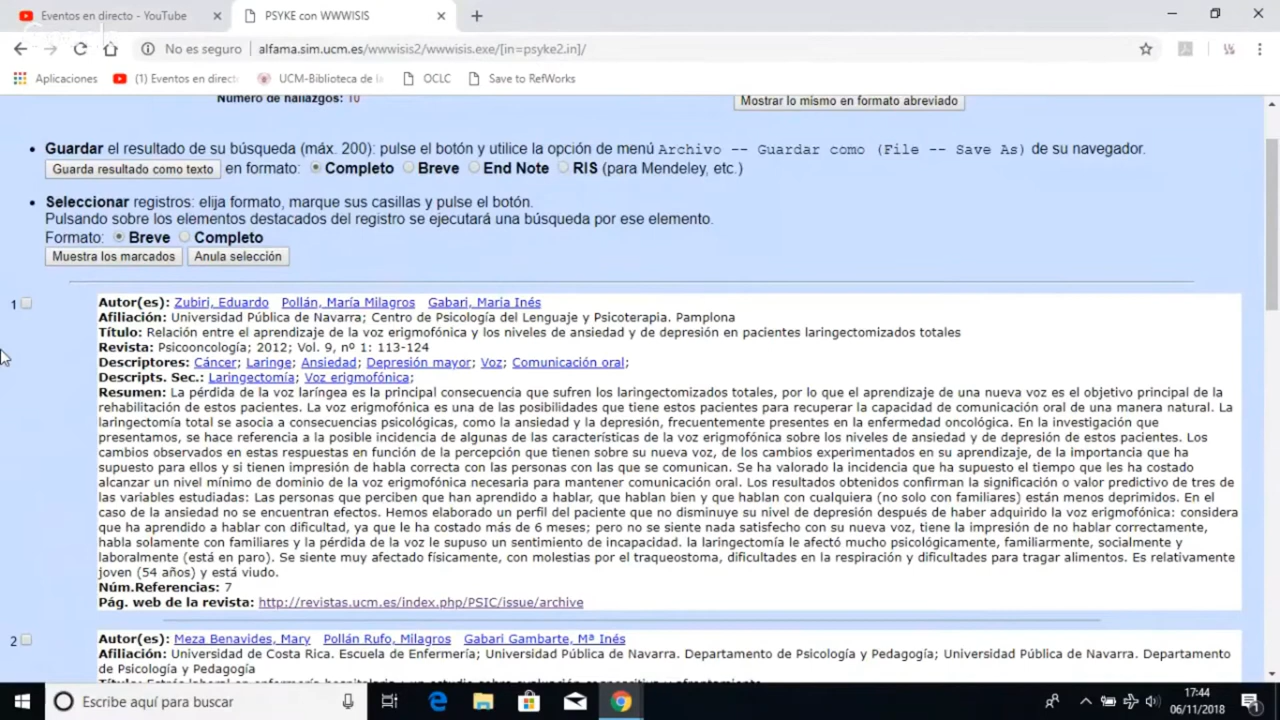 Eventos en directo - YouTube
PSYKE con WWWISIS
No es seguro | alfama.sim.ucm.es/wwwisis2/wwwisis.exe/[in=psyke2.in]/
Aplicaciones
(1) Eventos en direct
UCM-Biblioteca de la
OCLC
Save to RefWorks
Número de hallazgos: 10
Mostrar lo mismo en formato abreviado
Guardar el resultado de su búsqueda (máx. 200): pulse el botón y utilice la opción de menú Archivo -- Guardar como (File -- Save As) de su navegador.
Guarda resultado como texto en formato: Completo Breve End Note RIS (para Mendeley, etc.)
Seleccionar registros: elija formato, marque sus casillas y pulse el botón.
Pulsando sobre los elementos destacados del registro se ejecutará una búsqueda por ese elemento.
Formato: Breve Completo
Muestra los marcados Anula selección
1
Autor(es): Zubiri, Eduardo Pollán, María Milagros Gabari, Maria Inés
Afiliación: Universidad Pública de Navarra; Centro de Psicología del Lenguaje y Psicoterapia. Pamplona
Título: Relación entre el aprendizaje de la voz erigmofónica y los niveles de ansiedad y de depresión en pacientes laringectomizados totales
Revista: Psicooncología; 2012; Vol. 9, nº 1: 113-124
Descriptores: Cáncer; Laringe; Ansiedad; Depresión mayor; Voz; Comunicación oral;
Descripts. Sec.: Laringectomía; Voz erigmofónica;
Resumen: La pérdida de la voz laríngea es la principal consecuencia que sufren los laringectomizados totales, por lo que el aprendizaje de una nueva voz es el objetivo principal de la
rehabilitación de estos pacientes. La voz erigmofónica es una de las posibilidades que tiene estos pacientes para recuperar la capacidad de comunicación oral de una manera natural. La
laringectomía total se asocia a consecuencias psicológicas, como la ansiedad y la depresión, frecuentemente presentes en la enfermedad oncológica. En la investigación que
presentamos, se hace referencia a la posible incidencia de algunas de las características de la voz erigmofónica sobre los niveles de ansiedad y de depresión de estos pacientes. Los
cambios observados en estas respuestas en función de la percepción que tienen sobre su nueva voz, de los cambios experimentados en su aprendizaje, de la importancia que ha
supuesto para ellos y si tienen impresión de habla correcta con las personas con las que se comunican. Se ha valorado la incidencia que ha supuesto el tiempo que les ha costado
alcanzar un nivel mínimo de dominio de la voz erigmofónica necesaria para mantener comunicación oral. Los resultados obtenidos confirman la significación o valor predictivo de tres de
las variables estudiadas: Las personas que perciben que han aprendido a hablar, que hablan bien y que hablan con cualquiera (no solo con familiares) están menos deprimidos. En el
caso de la ansiedad no se encuentran efectos. Hemos elaborado un perfil del paciente que no disminuye su nivel de depresión después de haber adquirido la voz erigmofónica: considera
que ha aprendido a hablar con dificultad, ya que le ha costado más de 6 meses; pero no se siente nada satisfecho con su nueva voz, tiene la impresión de no hablar correctamente,
habla solamente con familiares y la pérdida de la voz le supuso un sentimiento de incapacidad. la laringectomía le afectó mucho psicológicamente, familiarmente, socialmente y
laboralmente (está en paro). Se siente muy afectado físicamente, con molestias por el traqueostoma, dificultades en la respiración y dificultades para tragar alimentos. Es relativamente
joven (54 años) y está viudo.
Núm.Referencias: 7
Pág. web de la revista: http://revistas.ucm.es/index.php/PSIC/issue/archive
2
Autor(es): Meza Benavides, Mary Pollán Rufo, Milagros Gabari Gambarte, Mª Inés
Afiliación: Universidad de Costa Rica. Escuela de Enfermería; Universidad Pública de Navarra. Departamento de Psicología y Pedagogía; Universidad Pública de Navarra. Departamento
de Psicología y Pedagogía
Escribe aquí para buscar
17:44
06/11/2018